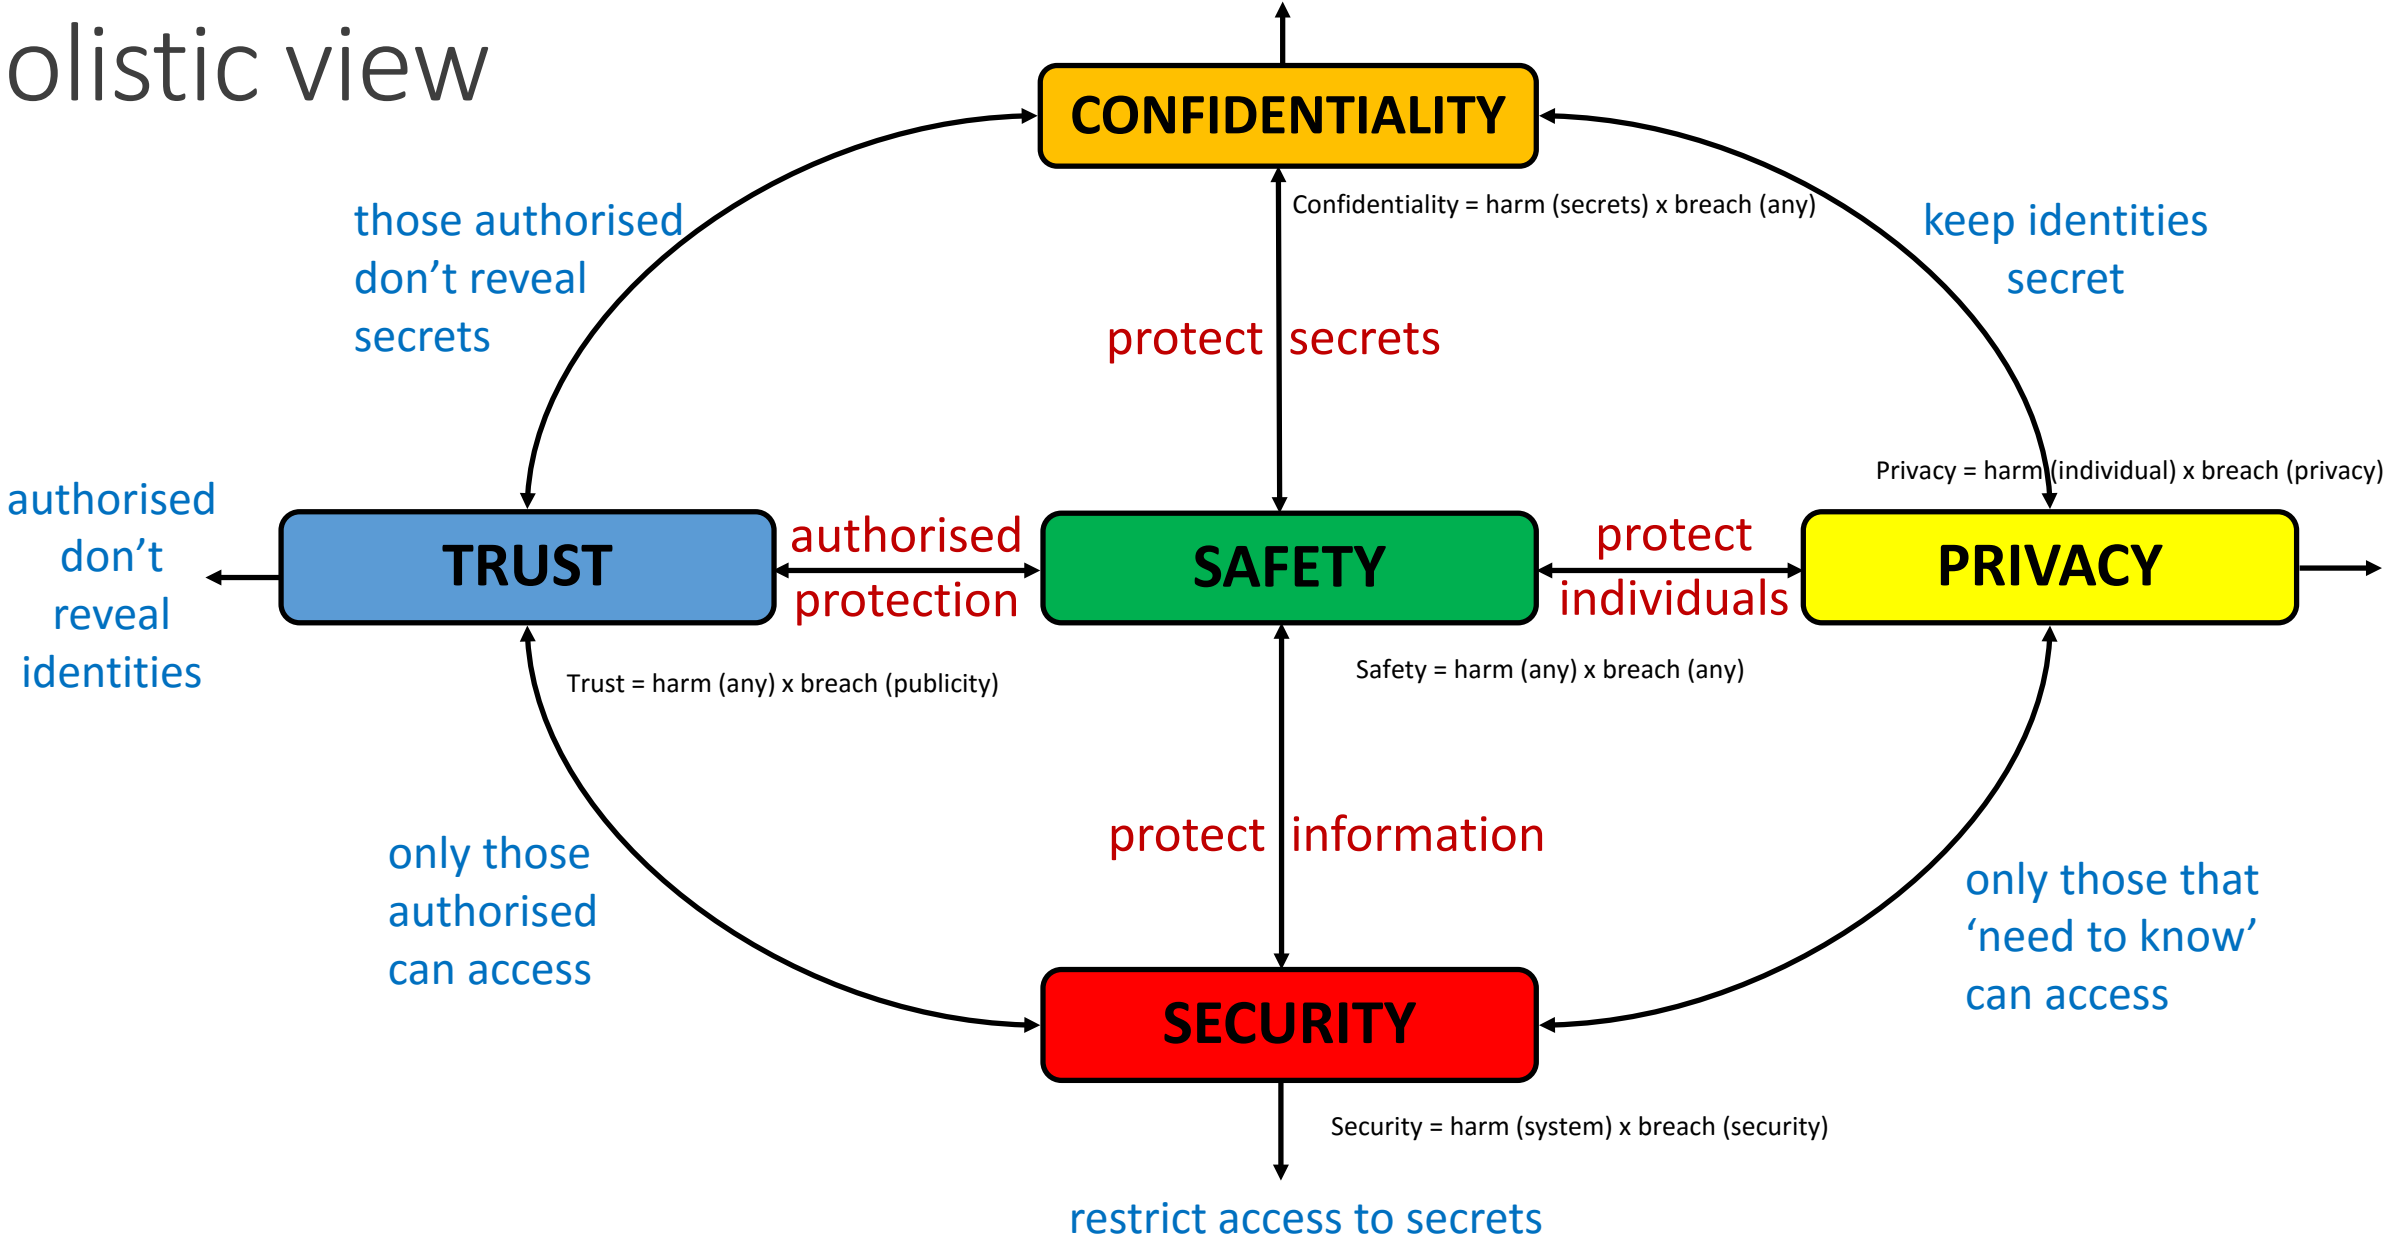 olistic view
CONFIDENTIALITY
Confidentiality = harm (secrets) x breach (any)
those authorised
don’t reveal
secrets
keep identities
secret
protect secrets
Privacy = harm (individual) x breach (privacy)
authorised
don’t
reveal
identities
TRUST
authorised
protection
SAFETY
protect
individuals
PRIVACY
Trust = harm (any) x breach (publicity)
Safety = harm (any) x breach (any)
only those
authorised
can access
protect information
only those that
‘need to know’
can access
SECURITY
Security = harm (system) x breach (security)
restrict access to secrets